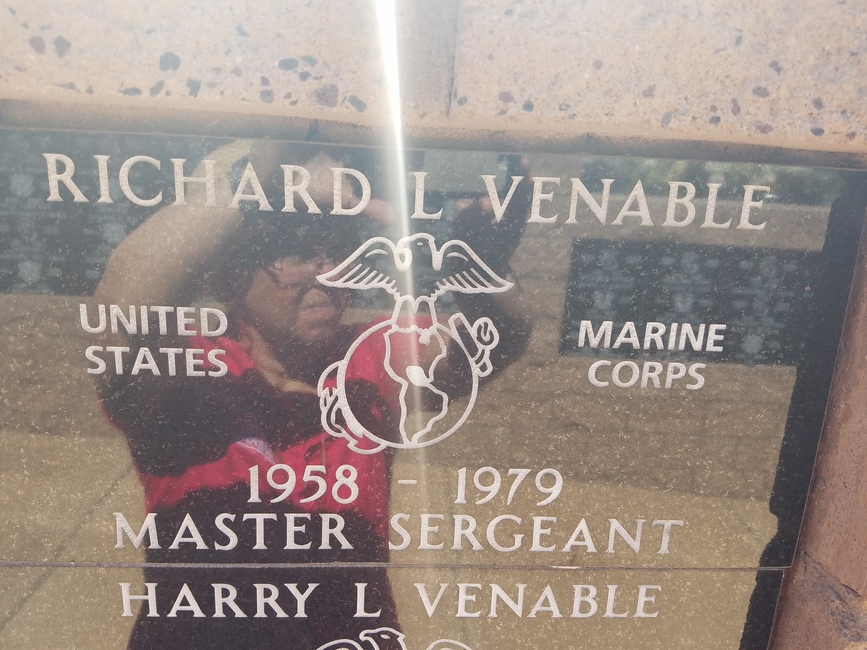 RICHARD L VENABLE
UNITED STATES
MARINE CORPS
1958 - 1979
MASTER SERGEANT
HARRY L VENABLE